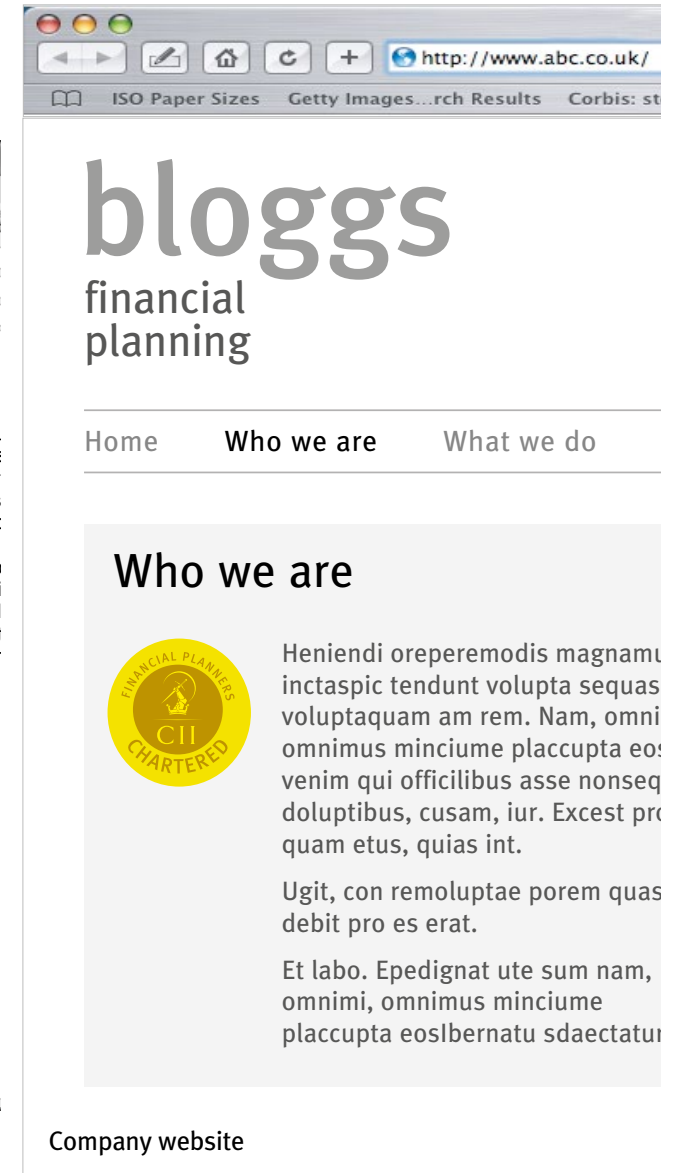 http://www.abc.co.uk/
ISO Paper Sizes Getty Images...rch Results Corbis: st
bloggs
financial
planning
Home Who we are What we do
Who we are
FINANCIAL PLANNERS
CII
CHARTERED
Heniendi oreperemodis magnamu
inctaspic tendunt volupta sequas
voluptaquam am rem. Nam, omni
omnimus minciume placcupta eos
venim qui officilibus asse nonseq
doluptibus, cusam, iur. Excest pro
quam etus, quias int.
Ugit, con remoluptae porem quas
debit pro es erat.
Et labo. Epedignat ute sum nam,
omnimi, omnimus minciume
placcupta eosIbernatu sdaectatur
Company website